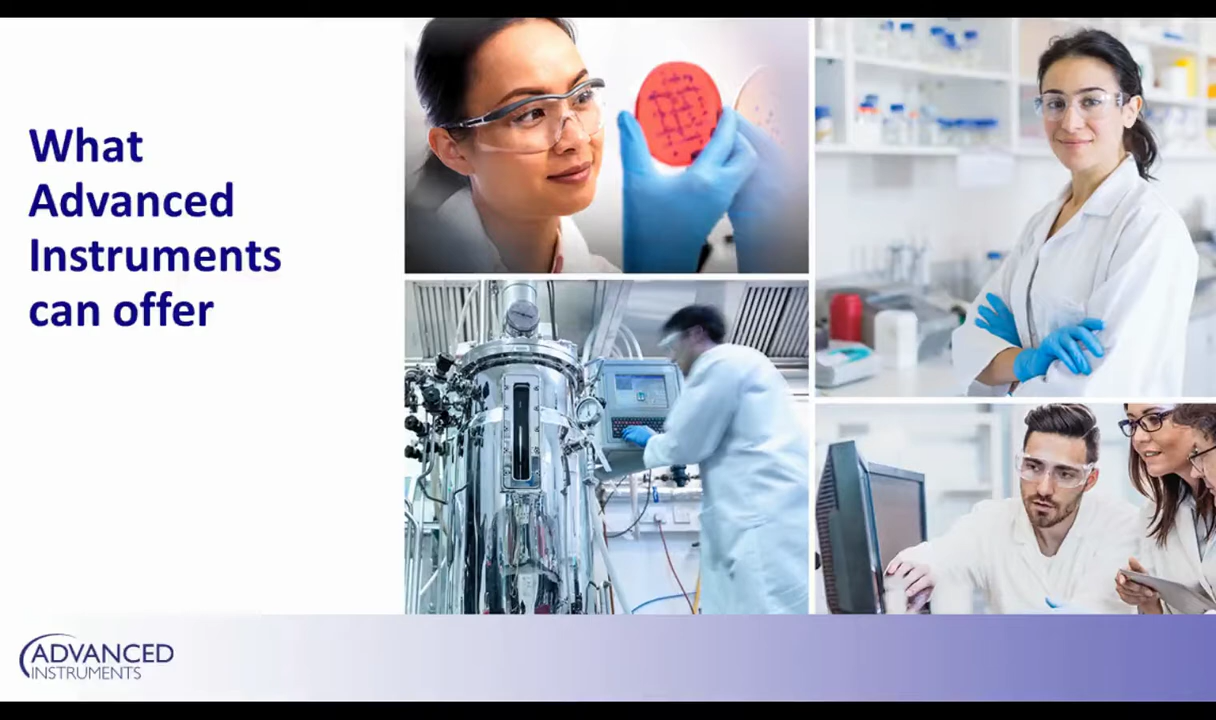 What
Advanced
Instruments
can offer
ADVANCED
INSTRUMENTS